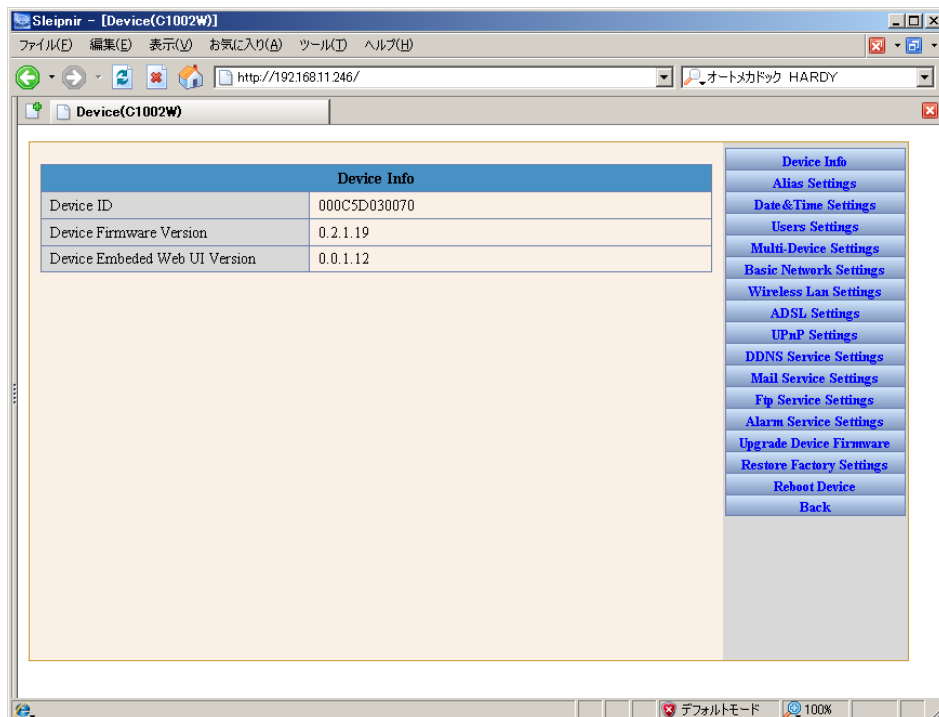 Sleipnir - [Device(C1002W)]
ファイル(F) 編集(E) 表示(V) お気に入り(A) ツール(T) ヘルプ(H)
http://192.168.11.246/
オートメカドック HARDY
Device(C1002W)
Device Info
Device ID 000C5D030070
Device Firmware Version 0.2.1.19
Device Embeded Web UI Version 0.0.1.12
Device Info
Alias Settings
Date&Time Settings
Users Settings
Multi-Device Settings
Basic Network Settings
Wireless Lan Settings
ADSL Settings
UPnP Settings
DDNS Service Settings
Mail Service Settings
Ftp Service Settings
Alarm Service Settings
Upgrade Device Firmware
Restore Factory Settings
Reboot Device
Back
デフォルトモード 100%